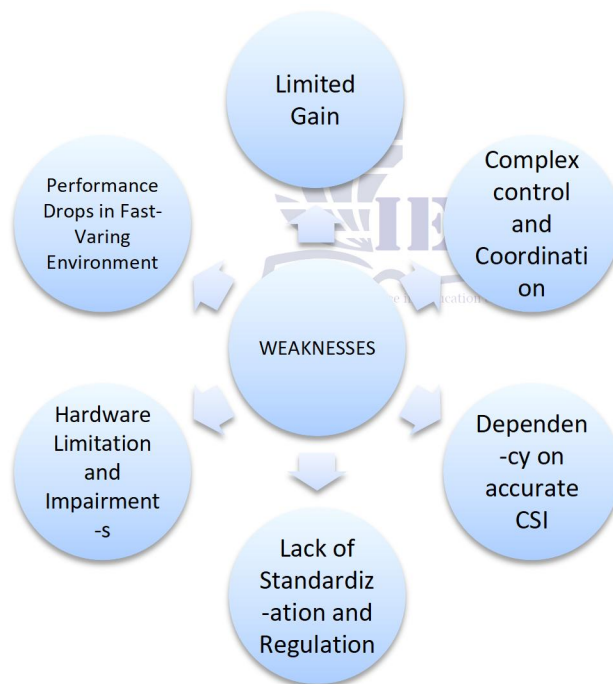 Limited
Gain
Complex
control
and
Coordinati
on
Dependen
-cy on
accurate
CSI
Lack of
Standardiz
-ation and
Regulation
Hardware
Limitation
and
Impairment
-s
Performance
Drops in Fast-
Varing
Environment
WEAKNESSES
IE